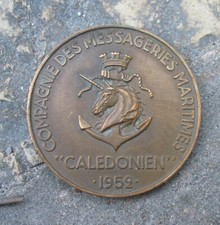 COMPAGNIE DES MESSAGERIES MARITIMES
"CALEDONIEN"
·1952·